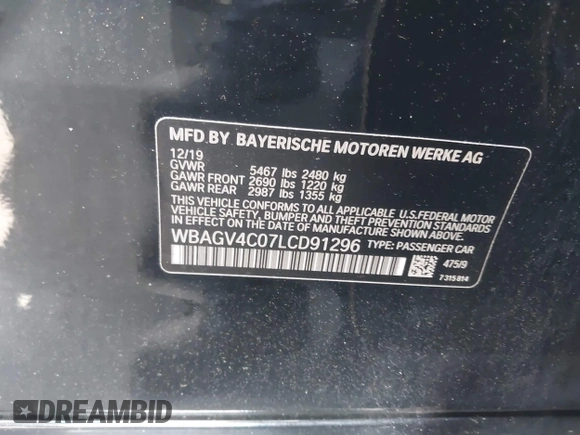 MFD. BY BAYERISCHE MOTOREN WERKE AG
12/19
GVWR 5467 lbs 2480 kg
GAWR FRONT 2690 lbs 1220 kg
GAWR REAR 2987 lbs 1355 kg
THIS VEHICLE CONFORMS TO ALL APPLICABLE U.S.FEDERAL MOTOR
VEHICLE SAFETY, BUMPER AND THEFT PREVENTION STANDARDS
IN EFFECT ON THE DATE OF MANUFACTURE SHOWN ABOVE.
WBAGV4C07LCD91296 TYPE: PASSENGER CAR
475/9
7 315 814
DREAMBID